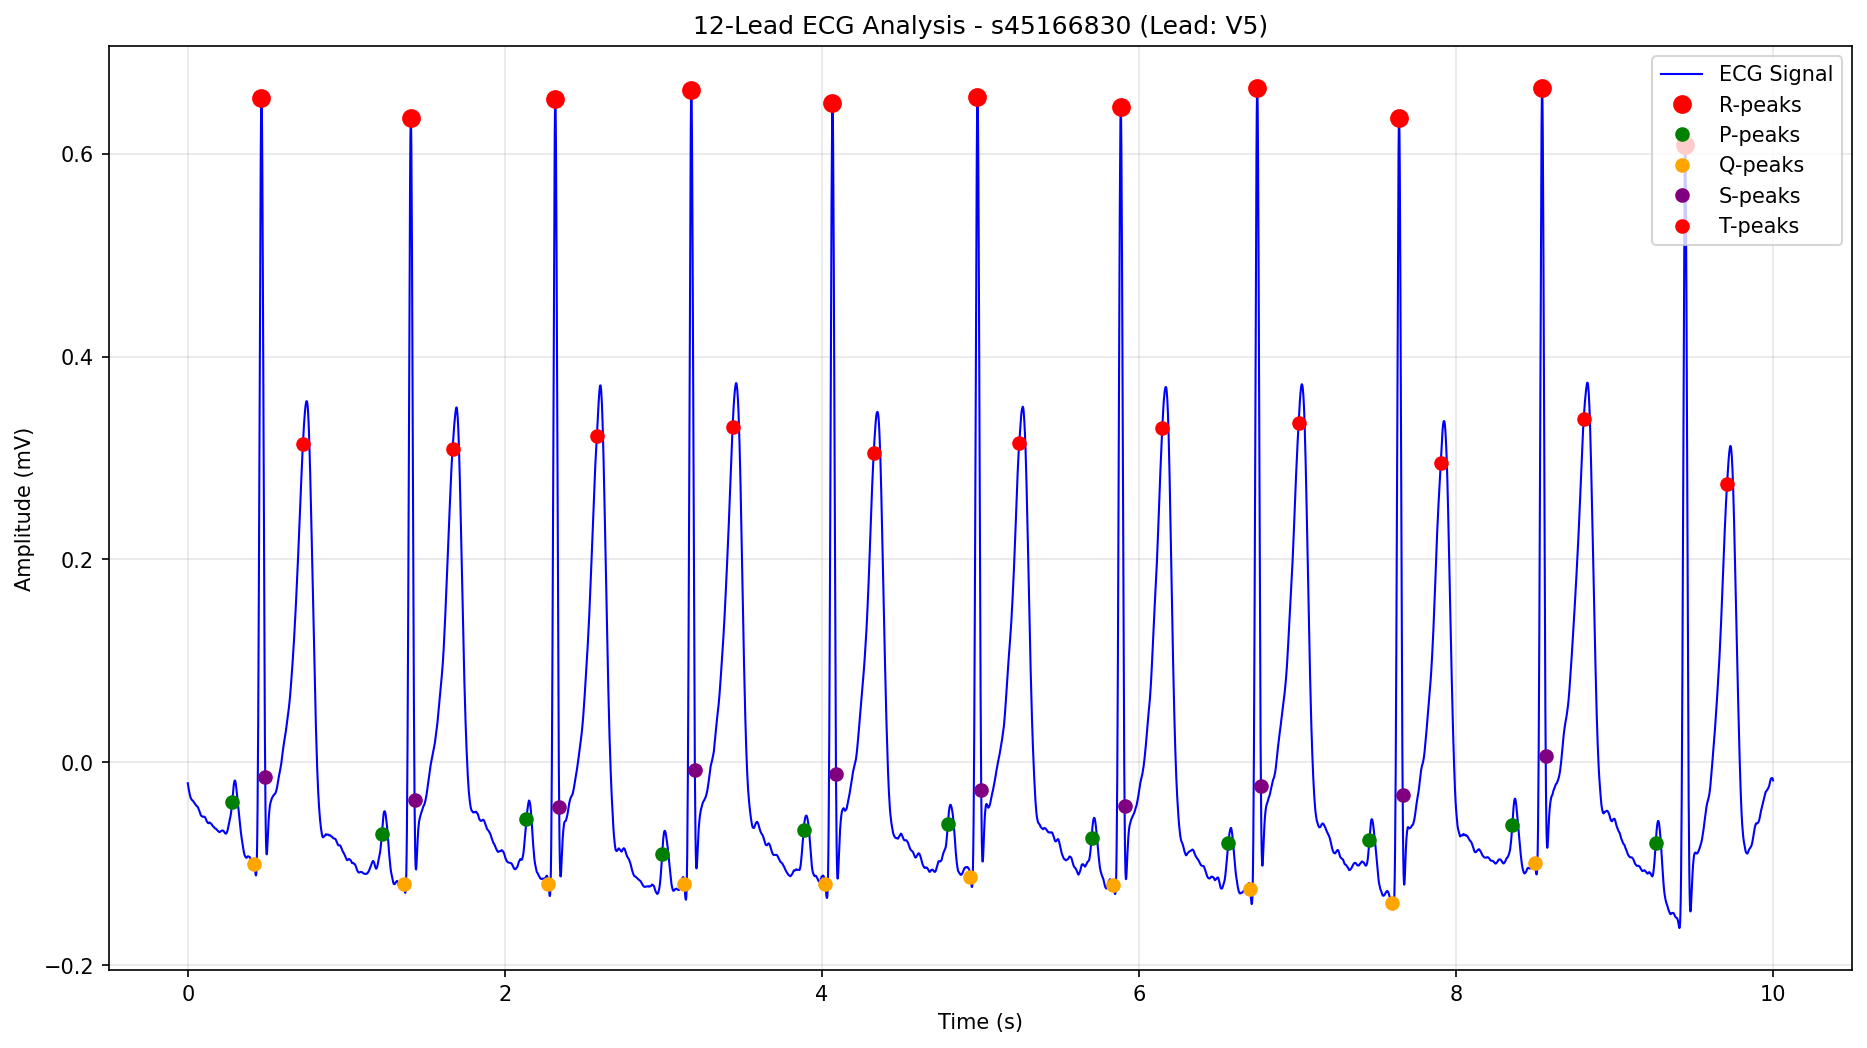 12-Lead ECG Analysis - s45166830 (Lead: V5)
ECG Signal
R-peaks
P-peaks
Q-peaks
S-peaks
T-peaks
Amplitude (mV)
0.6
0.4
0.2
0.0
−0.2
0 2 4 6 8 10
Time (s)